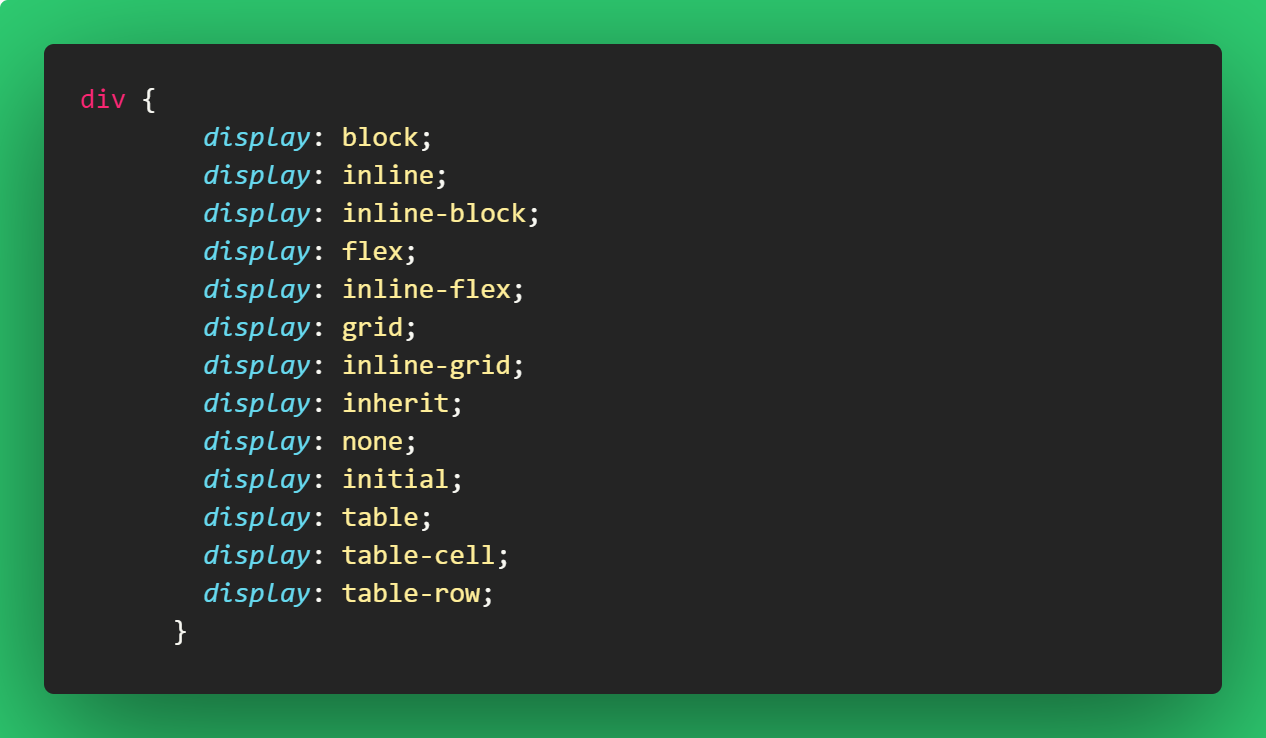 div {
display: block;
display: inline;
display: inline-block;
display: flex;
display: inline-flex;
display: grid;
display: inline-grid;
display: inherit;
display: none;
display: initial;
display: table;
display: table-cell;
display: table-row;
}